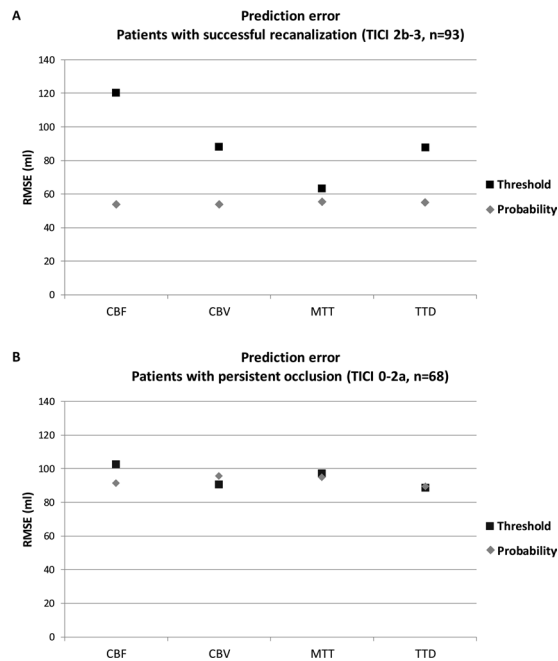 A
Prediction error
Patients with successful recanalization (TICI 2b-3, n=93)
140
120
100
80
60
40
20
0
RMSE (ml)
CBF CBV MTT TTD
Threshold
Probability
B
Prediction error
Patients with persistent occlusion (TICI 0-2a, n=68)
140
120
100
80
60
40
20
0
RMSE (ml)
CBF CBV MTT TTD
Threshold
Probability